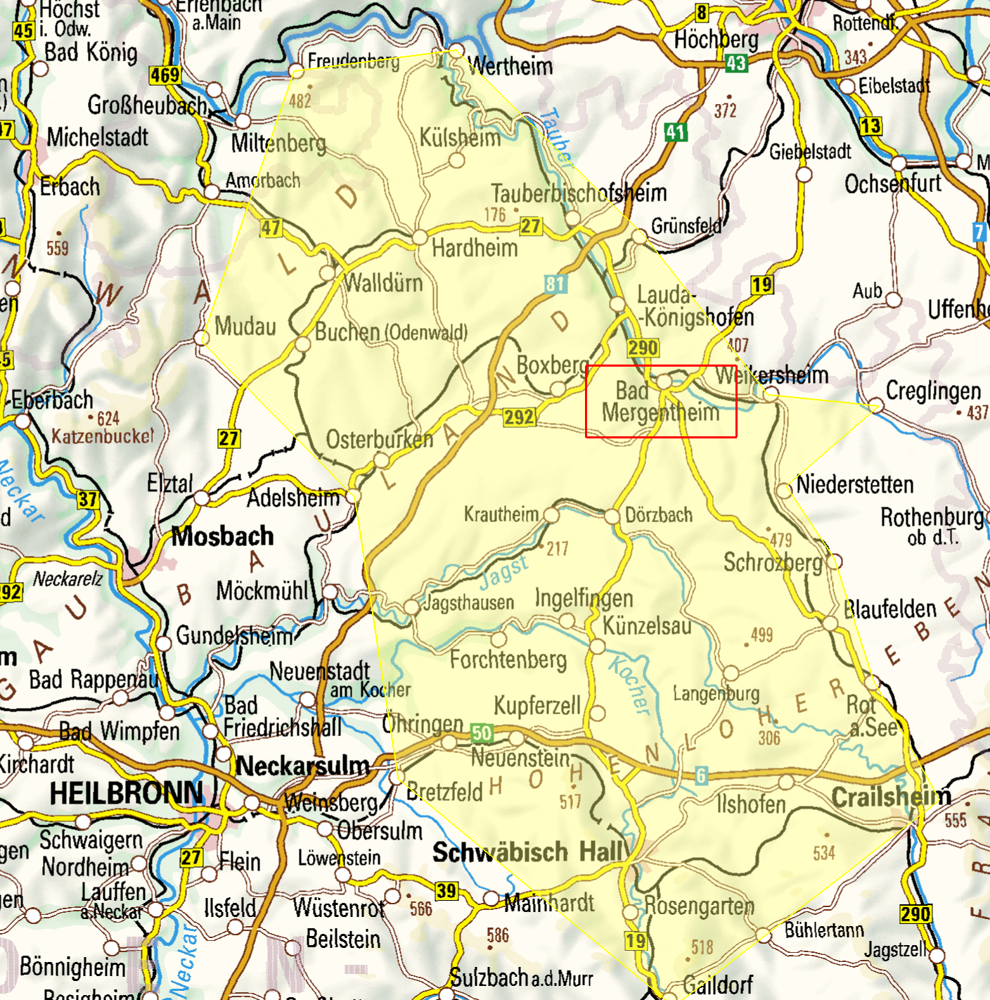 Höchst
i. Odw.
Erlenbach
a.Main
45
Bad König
469
Großheubach
Freudenberg
482
Wertheim
8
Höchberg
43
Rottendf.
343
Eibelstadt
372
13
41
Michelstadt
Miltenberg
Külsheim
Tauber
Giebelstadt
Ochsenfurt
Erbach
Amorbach
D
Tauberbischofsheim
176
27
Grünsfeld
7
47
559
Hardheim
L
W
A
Walldürn
81
19
Lauda-
-Königshofen
Aub
Mudau
Buchen (Odenwald)
D
290
407
Boxberg
N
Weikersheim
Bad
Mergentheim
Creglingen
437
Eberbach
624
Katzenbuckel
27
292
Osterburken
A
L
Neckar
Elztal
37
Adelsheim
U
Niederstetten
Krautheim
Dörzbach
Rothenburg
ob d.T.
Mosbach
A
217
479
Schrozberg
Neckarelz
B
Möckmühl
Jagst
292
U
Jagsthausen
Ingelfingen
Blaufelden
Künzelsau
N
E
B
E
Gundelsheim
499
A
Forchtenberg
Neuenstadt
am Kocher
Kocher
G
Bad Rappenau
Langenburg
R
E
H
Rot
a.See
Bad
Friedrichshall
Kupferzell
Bad Wimpfen
Öhringen
50
306
O
Kirchardt
Neckarsulm
Neuenstein
L
N
E
H
O
H
6
HEILBRONN
Weinsberg
Bretzfeld
517
Ilshofen
Crailsheim
555
Schwaigern
Obersulm
Schwäbisch Hall
534
Nordheim
27
Flein
Löwenstein
Lauffen
a.Neckar
Ilsfeld
Wüstenrot
566
39
Mainhardt
Rosengarten
290
Beilstein
586
19
518
Bühlertann
Jagstzell
Bönnigheim
Neckar
Sulzbach a.d.Murr
Gaildorf
F
R
A